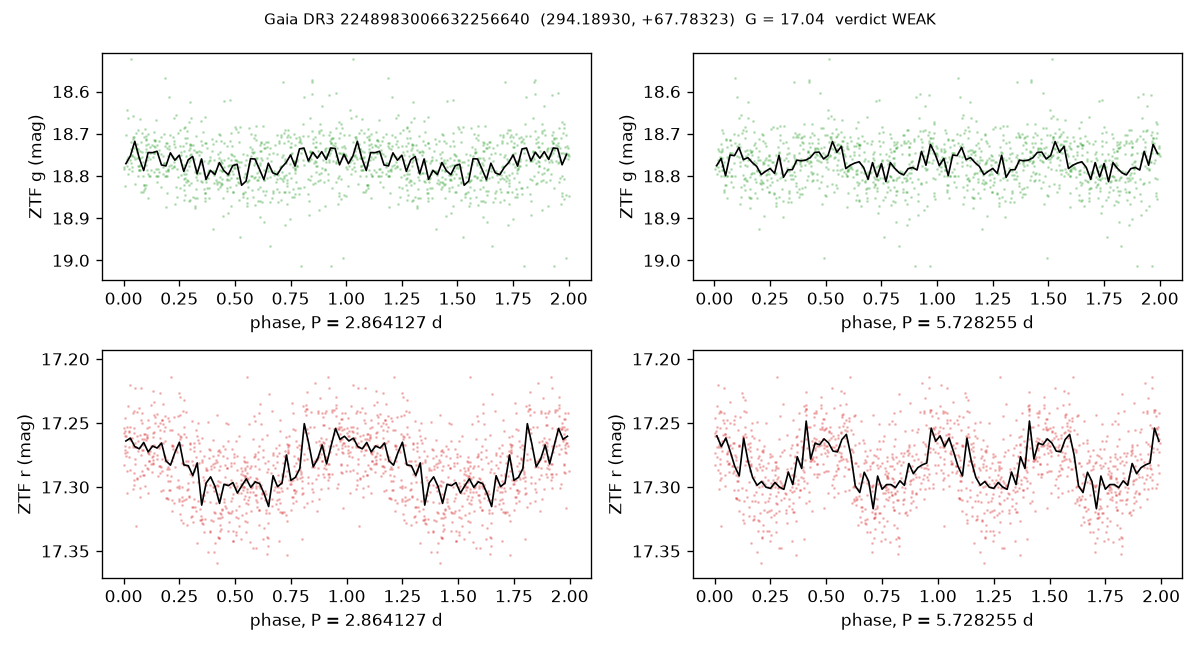 Gaia DR3 2248983006632256640 (294.18930, +67.78323) G = 17.04 verdict WEAK
ZTF g (mag)
18.6
18.7
18.8
18.9
19.0
0.00 0.25 0.50 0.75 1.00 1.25 1.50 1.75 2.00
phase, P = 2.864127 d
ZTF g (mag)
18.6
18.7
18.8
18.9
19.0
0.00 0.25 0.50 0.75 1.00 1.25 1.50 1.75 2.00
phase, P = 5.728255 d
ZTF r (mag)
17.20
17.25
17.30
17.35
0.00 0.25 0.50 0.75 1.00 1.25 1.50 1.75 2.00
phase, P = 2.864127 d
ZTF r (mag)
17.20
17.25
17.30
17.35
0.00 0.25 0.50 0.75 1.00 1.25 1.50 1.75 2.00
phase, P = 5.728255 d